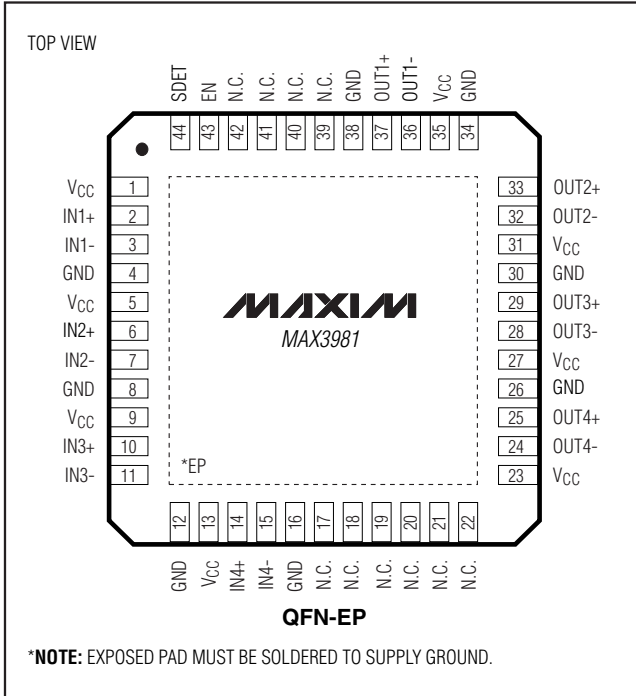 TOP VIEW
SDET
EN
N.C.
N.C.
N.C.
N.C.
GND
OUT1+
OUT1-
VCC
GND
44 43 42 41 40 39 38 37 36 35 34
VCC 1
IN1+ 2
IN1- 3
GND 4
VCC 5
IN2+ 6
IN2- 7
GND 8
VCC 9
IN3+ 10
IN3- 11
MAXIM
MAX3981
*EP
33 OUT2+
32 OUT2-
31 VCC
30 GND
29 OUT3+
28 OUT3-
27 VCC
26 GND
25 OUT4+
24 OUT4-
23 VCC
12 13 14 15 16 17 18 19 20 21 22
GND
VCC
IN4+
IN4-
GND
N.C.
N.C.
N.C.
N.C.
N.C.
N.C.
QFN-EP
*NOTE: EXPOSED PAD MUST BE SOLDERED TO SUPPLY GROUND.